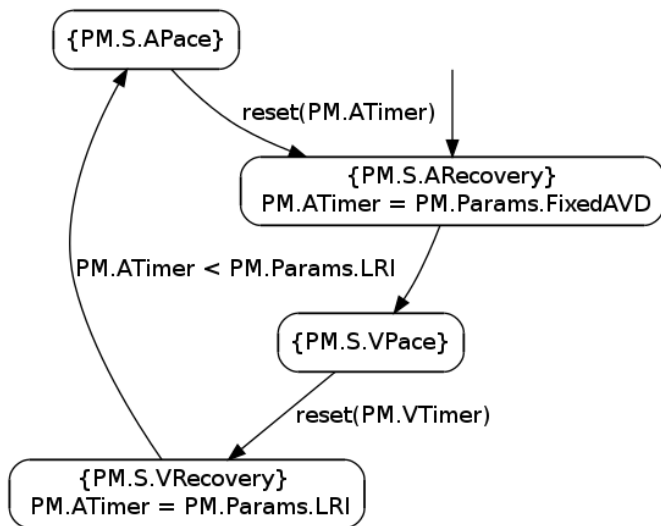 {PM.S.APace}
reset(PM.ATimer)
{PM.S.ARecovery}
PM.ATimer = PM.Params.FixedAVD
PM.ATimer < PM.Params.LRI
{PM.S.VPace}
reset(PM.VTimer)
{PM.S.VRecovery}
PM.ATimer = PM.Params.LRI